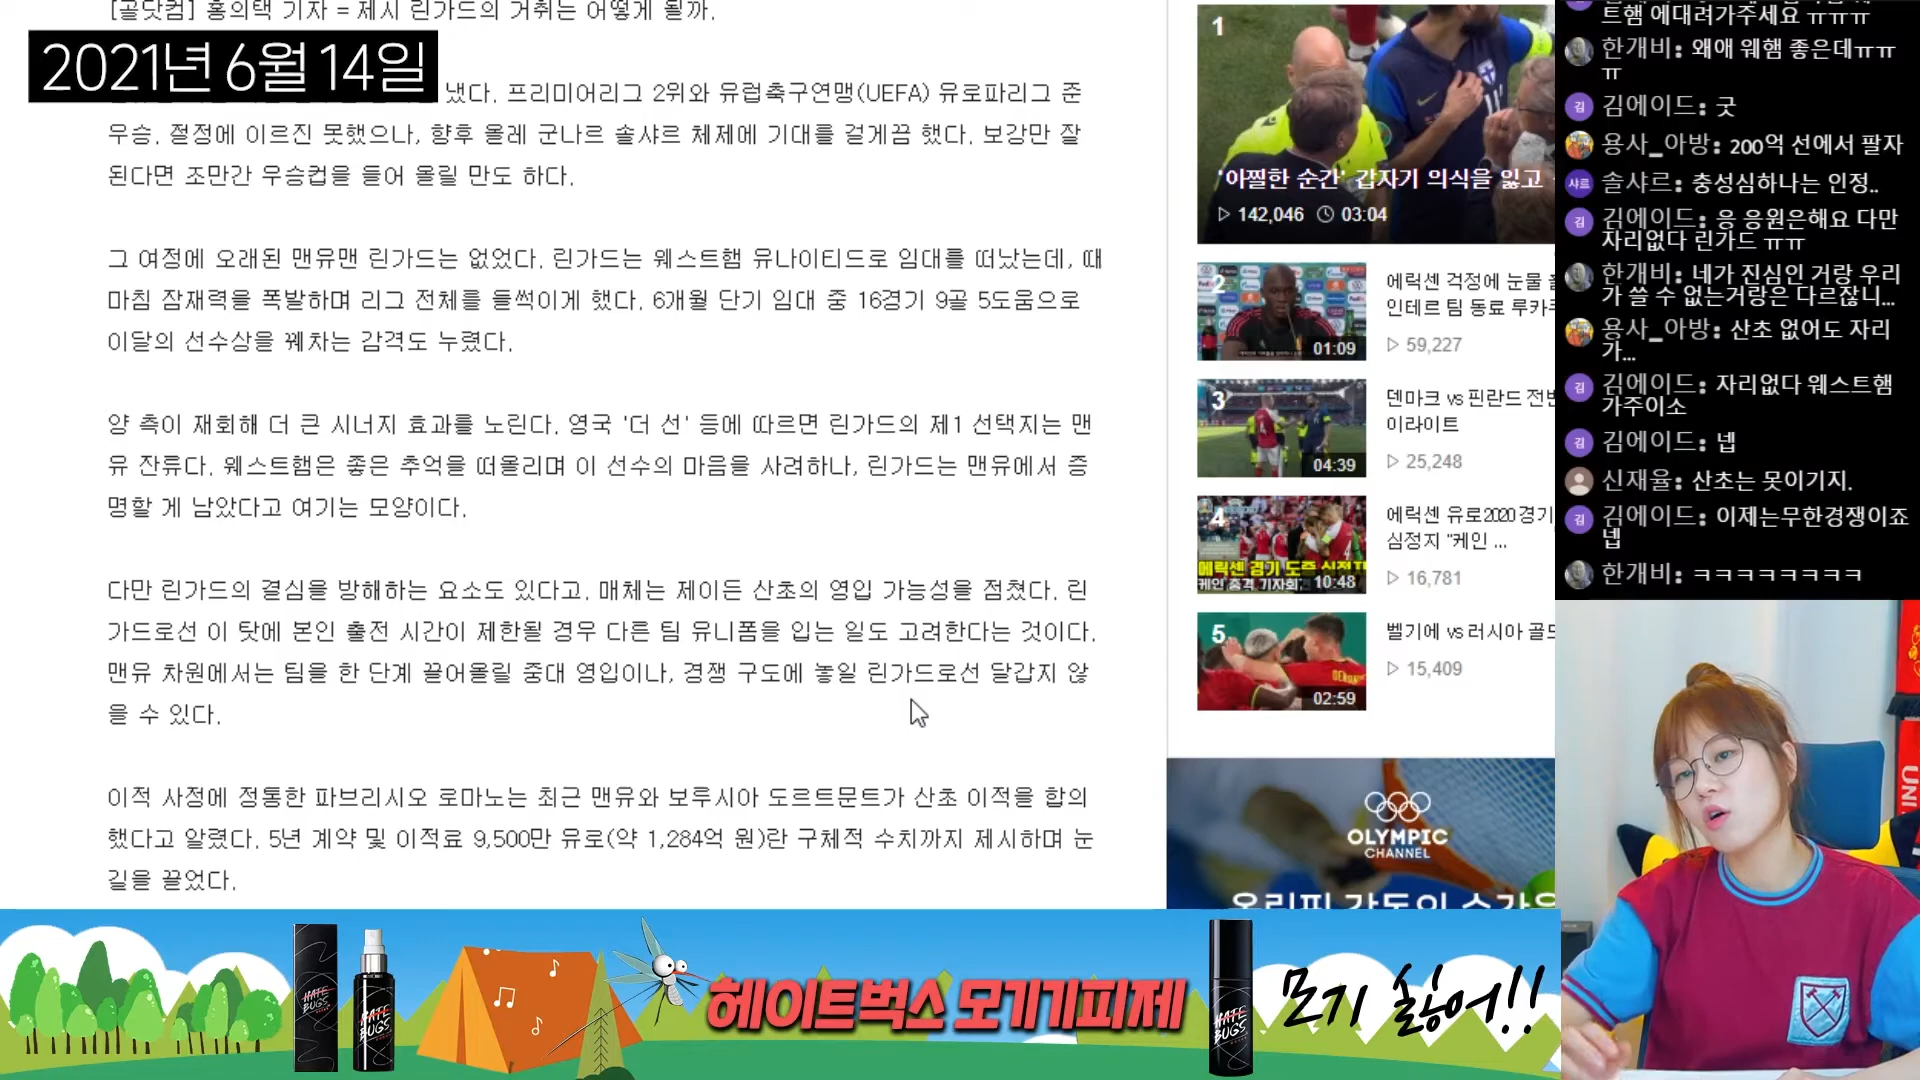 [골닷컴] 홍의택 기자 = 제시 린가드의 거취는 어떻게 될까.
2021년 6월 14일
냈다. 프리미어리그 2위와 유럽축구연맹(UEFA) 유로파리그 준
우승. 절정에 이르진 못했으나, 향후 올레 군나르 솔샤르 체제에 기대를 걸게끔 했다. 보강만 잘
된다면 조만간 우승컵을 들어 올릴 만도 하다.
그 여정에 오래된 맨유맨 린가드는 없었다. 린가드는 웨스트햄 유나이티드로 임대를 떠났는데, 때
마침 잠재력을 폭발하며 리그 전체를 들썩이게 했다. 6개월 단기 임대 중 16경기 9골 5도움으로
이달의 선수상을 꿰차는 감격도 누렸다.
양 측이 재회해 더 큰 시너지 효과를 노린다. 영국 '더 선' 등에 따르면 린가드의 제1 선택지는 맨
유 잔류다. 웨스트햄은 좋은 추억을 떠올리며 이 선수의 마음을 사려하나, 린가드는 맨유에서 증
명할 게 남았다고 여기는 모양이다.
다만 린가드의 결심을 방해하는 요소도 있다고. 매체는 제이든 산초의 영입 가능성을 점쳤다. 린
가드로선 이 탓에 본인 출전 시간이 제한될 경우 다른 팀 유니폼을 입는 일도 고려한다는 것이다.
맨유 차원에서는 팀을 한 단계 끌어올릴 중대 영입이나, 경쟁 구도에 놓일 린가드로선 달갑지 않
을 수 있다.
이적 사정에 정통한 파브리시오 로마노는 최근 맨유와 보루시아 도르트문트가 산초 이적을 합의
했다고 알렸다. 5년 계약 및 이적료 9,500만 유로(약 1,284억 원)란 구체적 수치까지 제시하며 눈
길을 끌었다.
1
'아찔한 순간' 갑자기 의식을 잃고
142,046 03:04
2
01:09
에릭센 걱정에 눈물
인테르 팀 동료 루카쿠
59,227
3
04:39
덴마크 vs 핀란드 전반
이라이트
25,248
4
에릭센 경기 도중
케인 충격 기자회견
10:48
에릭센 유로2020 경기
심정지 "케인 ...
16,781
5
02:59
벨기에 vs 러시아 골
15,409
OLYMPIC
CHANNEL
트햄 에대려가주세요 ㅠㅠㅠ
한개비: 왜애 웨햄 좋은데ㅠㅠ
ㅠ
김에이드: 굿
용사_아방: 200억 선에서 팔자
솔샤르: 충성심하나는 인정..
김에이드: 응 응원은해요 다만
자리없다 린가드 ㅠㅠ
한개비: 네가 진심인 거랑 우리
가 쓸 수 없는거랑은 다르잖니...
용사_아방: 산초 없어도 자리
가...
김에이드: 자리없다 웨스트햄
가주이소
김에이드: 넵
신재율: 산초는 못이기지.
김에이드: 이제는무한경쟁이죠
넵
한개비: ㅋㅋㅋㅋㅋㅋㅋㅋ
UNI
HATE
BUGS
HATE
BUGS
헤이트벅스 모기기피제
HATE
BUGS
모기 싫어!!